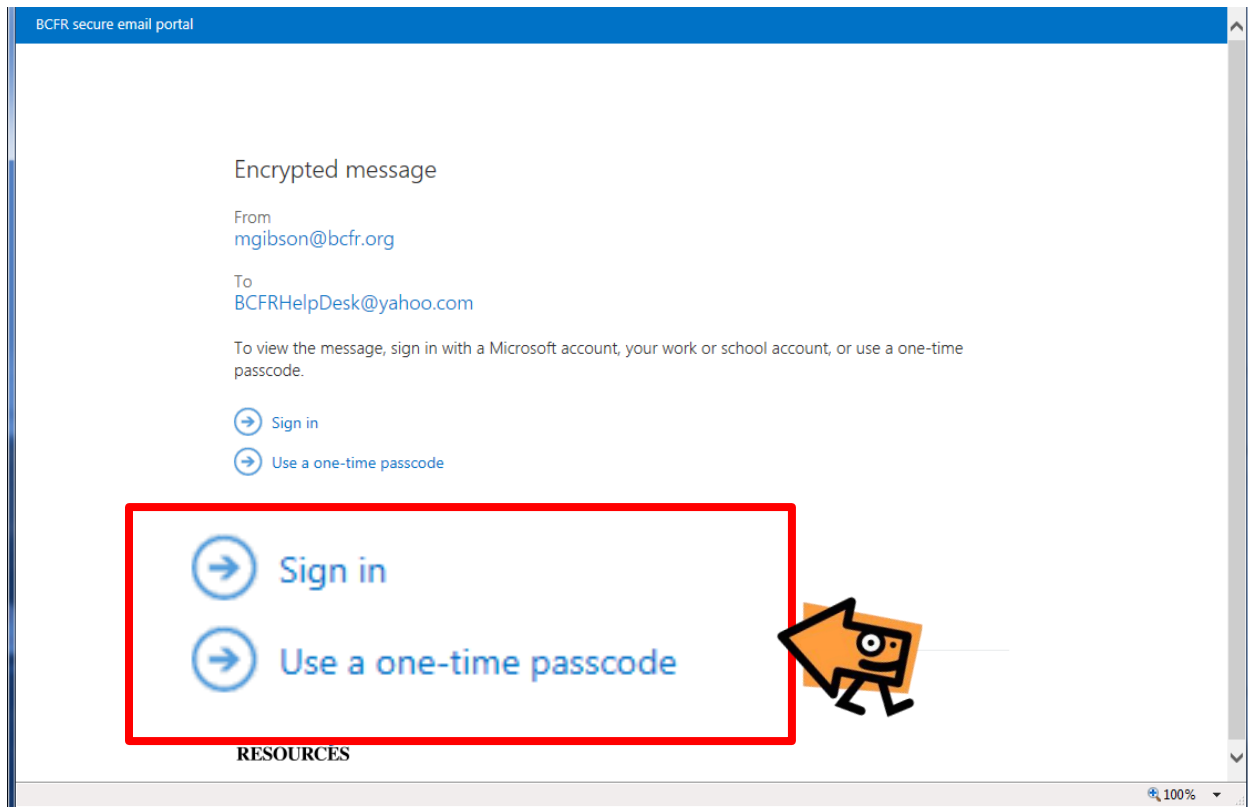 BCFR secure email portal
Encrypted message
From
mgibson@bcfr.org
To
BCFRHelpDesk@yahoo.com
To view the message, sign in with a Microsoft account, your work or school account, or use a one-time
passcode.
Sign in
Use a one-time passcode
Sign in
Use a one-time passcode
RESOURCES
100%